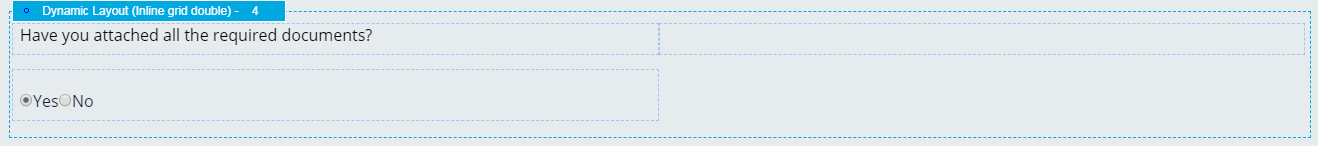 Dynamic Layout (Inline grid double) - 4
Have you attached all the required documents?
Yes No